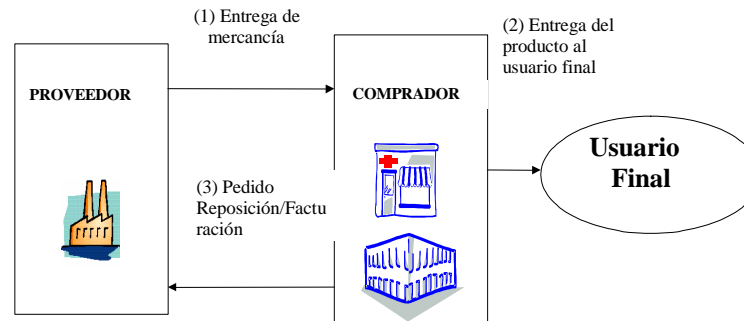 (1) Entrega de
mercancía
(2) Entrega del
producto al
usuario final
PROVEEDOR
COMPRADOR
Usuario
Final
(3) Pedido
Reposición/Factu
ración